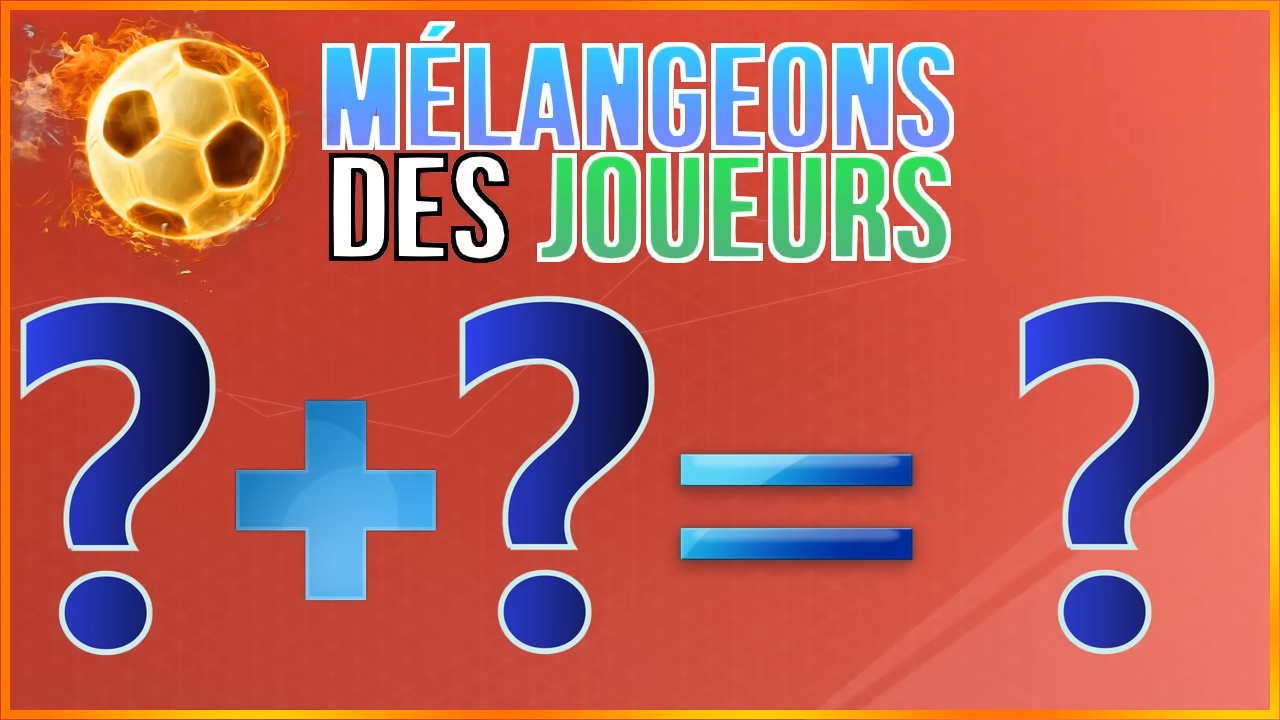 MÉLANGEONS
DES JOUEURS
? + ? = ?